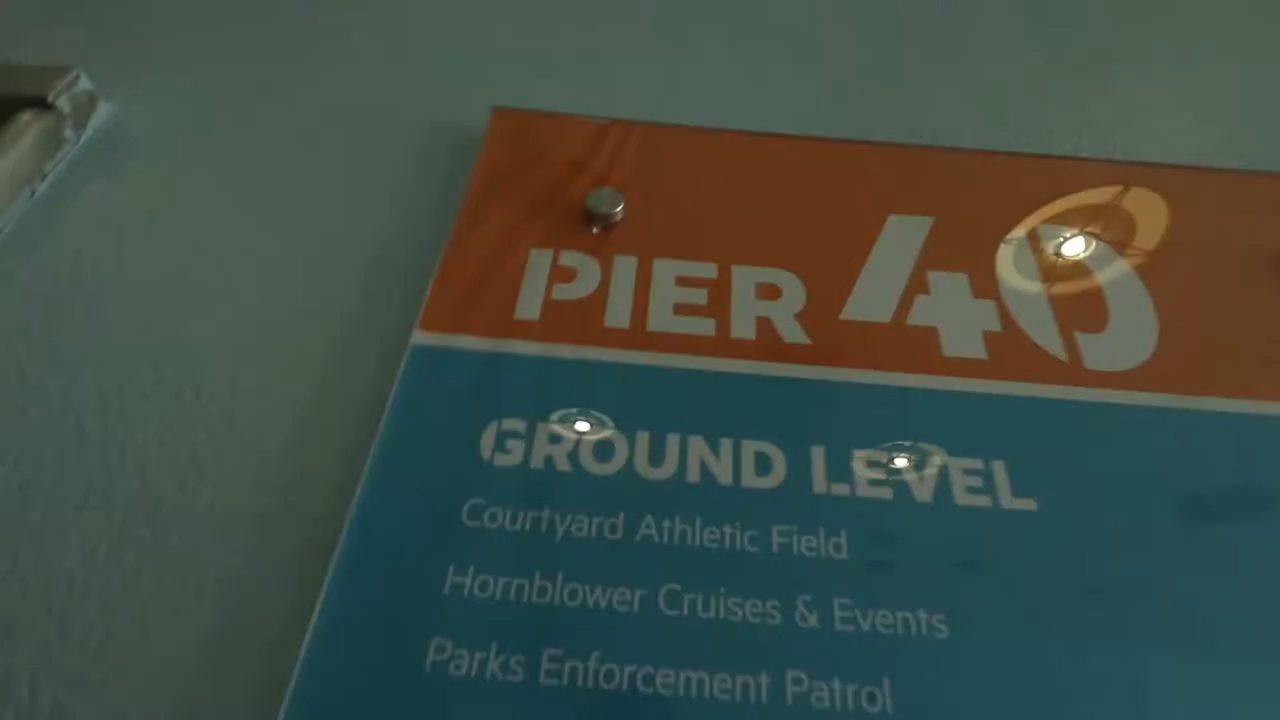 PIER 40
GROUND LEVEL
Courtyard Athletic Field
Hornblower Cruises & Events
Parks Enforcement Patrol